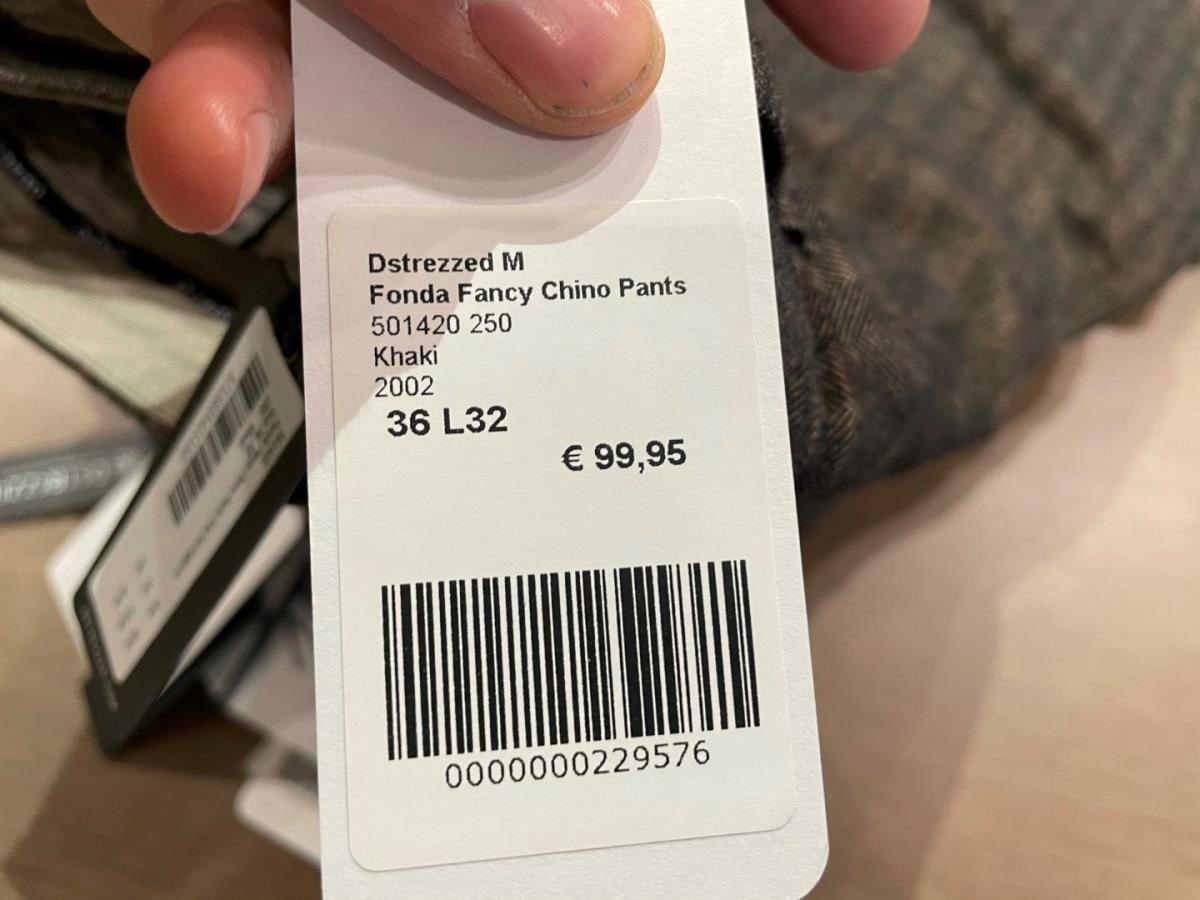 Dstrezzed M
Fonda Fancy Chino Pants
501420 250
Khaki
2002
36 L32
€ 99,95
0000000229576